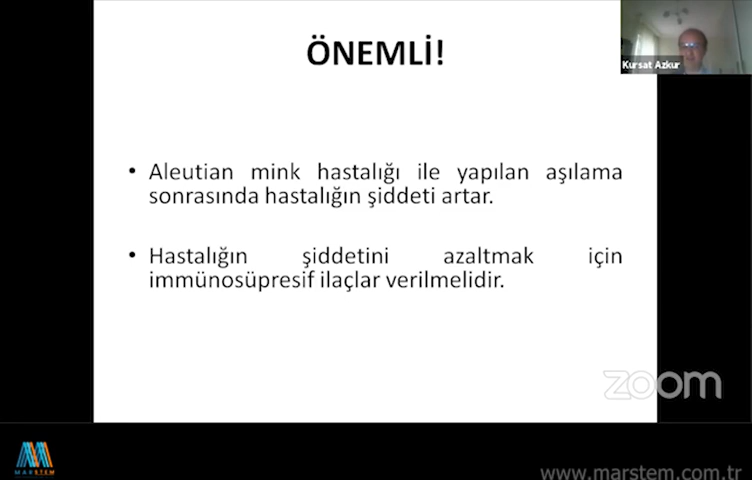 ÖNEMLİ!
Kursat Azkur
• Aleutian mink hastalığı ile yapılan aşılama
sonrasında hastalığın şiddeti artar.
• Hastalığın şiddetini azaltmak için
immünosüpresif ilaçlar verilmelidir.
zoom
MARSTEM
www.marstem.com.tr